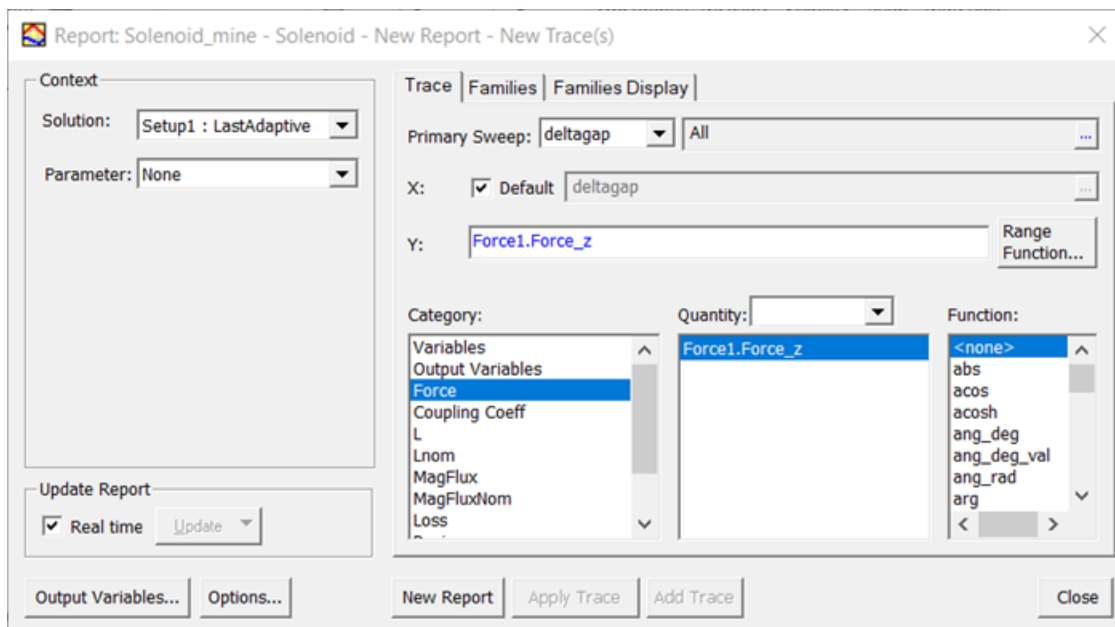 Report: Solenoid_mine - Solenoid - New Report - New Trace(s)
Context
Solution: Setup1 : LastAdaptive
Parameter: None
Update Report
Real time Update
Output Variables... Options...
Trace Families Families Display
Primary Sweep: deltagap All ...
X: Default deltagap ...
Y: Force1.Force_z Range
Function...
Category:
Variables
Output Variables
Force
Coupling Coeff
L
Lnom
MagFlux
MagFluxNom
Loss
Quantity:
Force1.Force_z
Function:
<none>
abs
acos
acosh
ang_deg
ang_deg_val
ang_rad
arg
New Report Apply Trace Add Trace Close